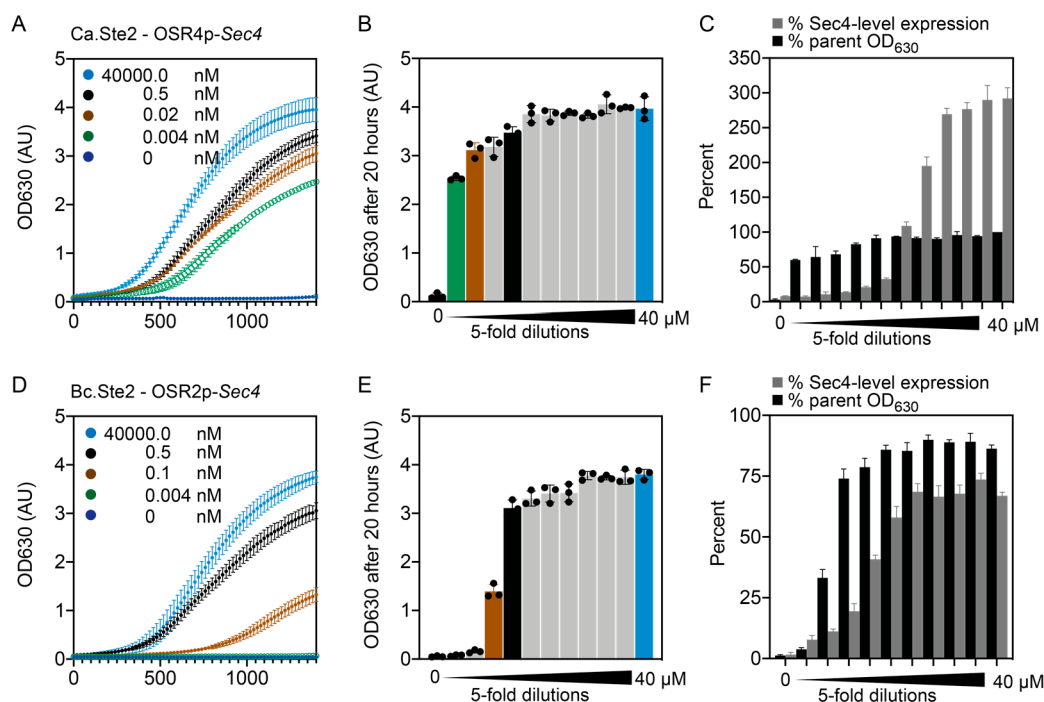 A
Ca.Ste2 - OSR4p-Sec4
40000.0 nM
0.5 nM
0.02 nM
0.004 nM
0 nM
OD630 (AU)
5
4
3
2
1
0
0 500 1000
B
OD630 after 20 hours (AU)
5
4
3
2
1
0
0 40 μM
5-fold dilutions
C
% Sec4-level expression
% parent OD630
Percent
350
300
250
200
150
100
50
0
0 40 μM
5-fold dilutions
D
Bc.Ste2 - OSR2p-Sec4
40000.0 nM
0.5 nM
0.1 nM
0.004 nM
0 nM
OD630 (AU)
5
4
3
2
1
0
0 500 1000
E
OD630 after 20 hours (AU)
5
4
3
2
1
0
0 40 μM
5-fold dilutions
F
% Sec4-level expression
% parent OD630
Percent
100
75
50
25
0
0 40 μM
5-fold dilutions